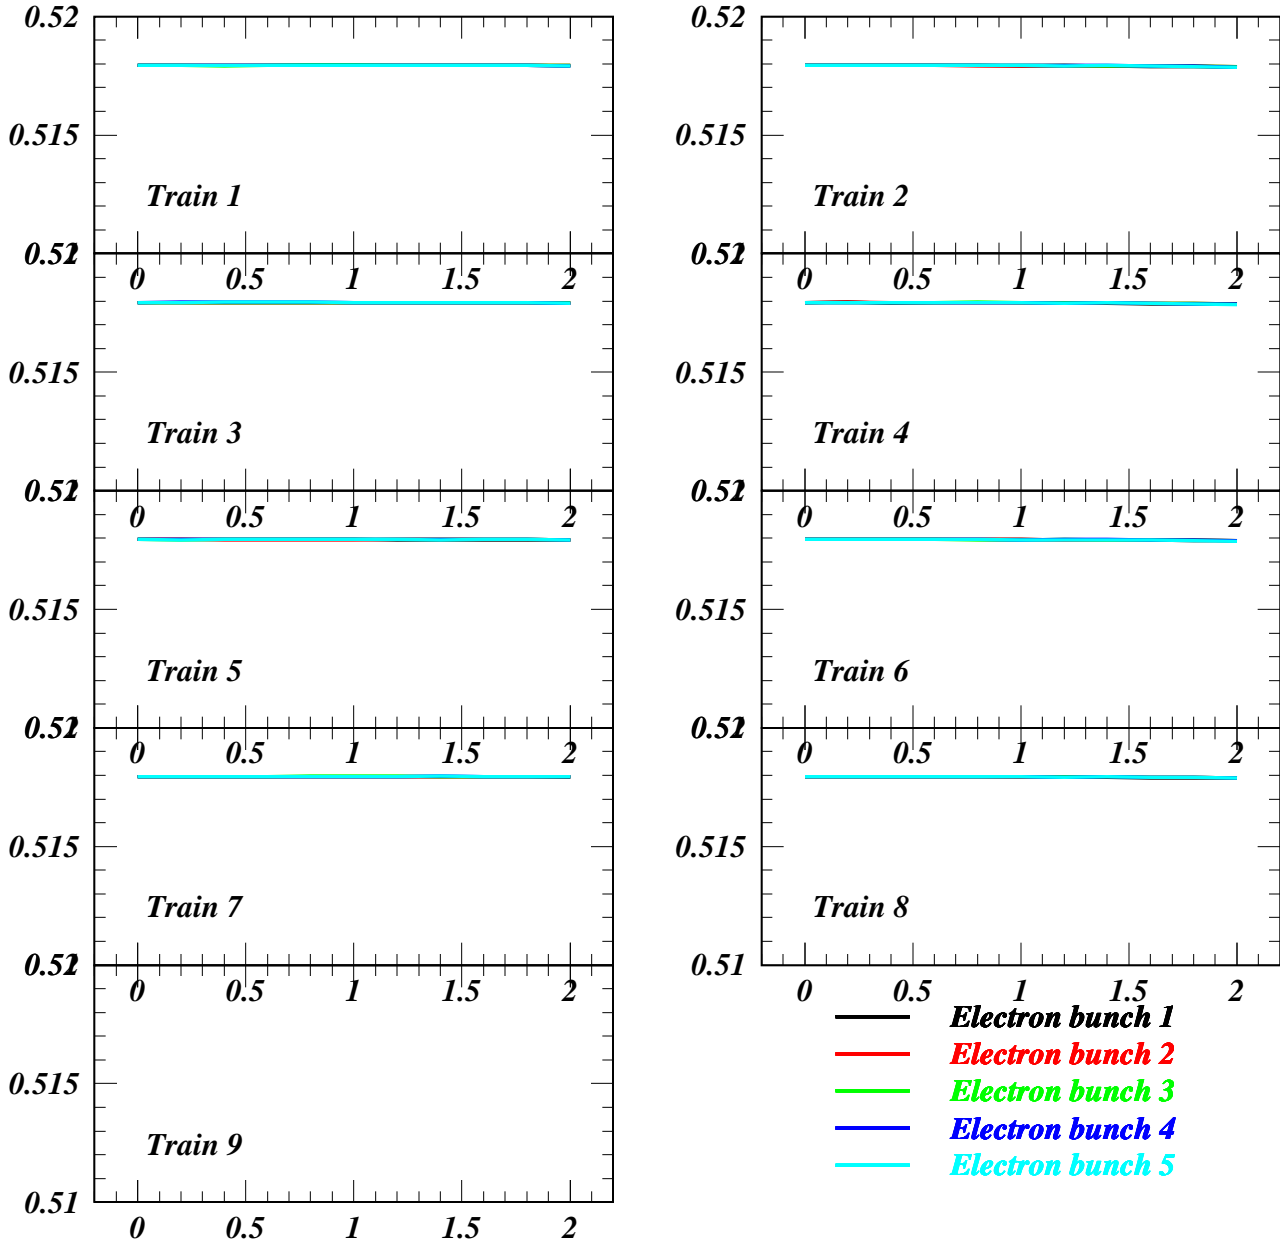 0.52 0.52
0.515 0.515
Train 1 Train 2
0.52 0.52
0 0.5 1 1.5 2 0 0.5 1 1.5 2
0.515 0.515
Train 3 Train 4
0.52 0.52
0 0.5 1 1.5 2 0 0.5 1 1.5 2
0.515 0.515
Train 5 Train 6
0.52 0.52
0 0.5 1 1.5 2 0 0.5 1 1.5 2
0.515 0.515
Train 7 Train 8
0.52 0.51
0 0.5 1 1.5 2 0 0.5 1 1.5 2
Electron bunch 1
Electron bunch 2
0.515 Electron bunch 3
Electron bunch 4
Train 9 Electron bunch 5
0.51
0 0.5 1 1.5 2